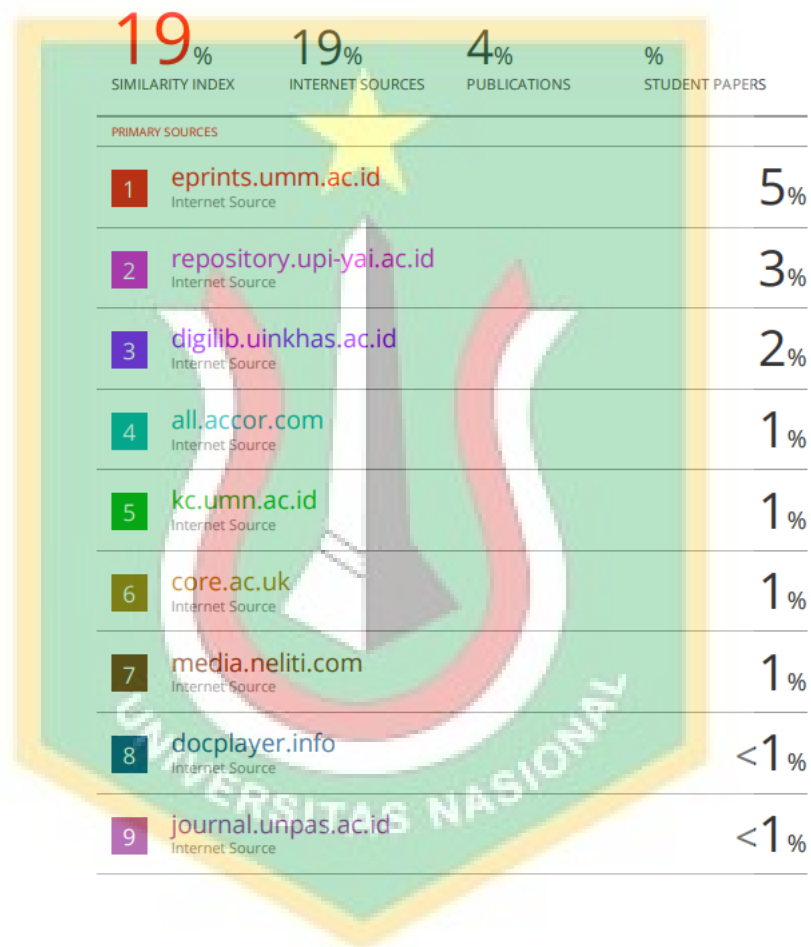 19% 19% 4% %
SIMILARITY INDEX INTERNET SOURCES PUBLICATIONS STUDENT PAPERS
PRIMARY SOURCES
1 eprints.umm.ac.id 5%
Internet Source
2 repository.upi-yai.ac.id 3%
Internet Source
3 digilib.uinkhas.ac.id 2%
Internet Source
4 all.accor.com 1%
Internet Source
5 kc.umn.ac.id 1%
Internet Source
6 core.ac.uk 1%
Internet Source
7 media.neliti.com 1%
Internet Source
8 docplayer.info <1%
Internet Source
9 journal.unpas.ac.id <1%
Internet Source
UNIVERSITAS NASIONAL